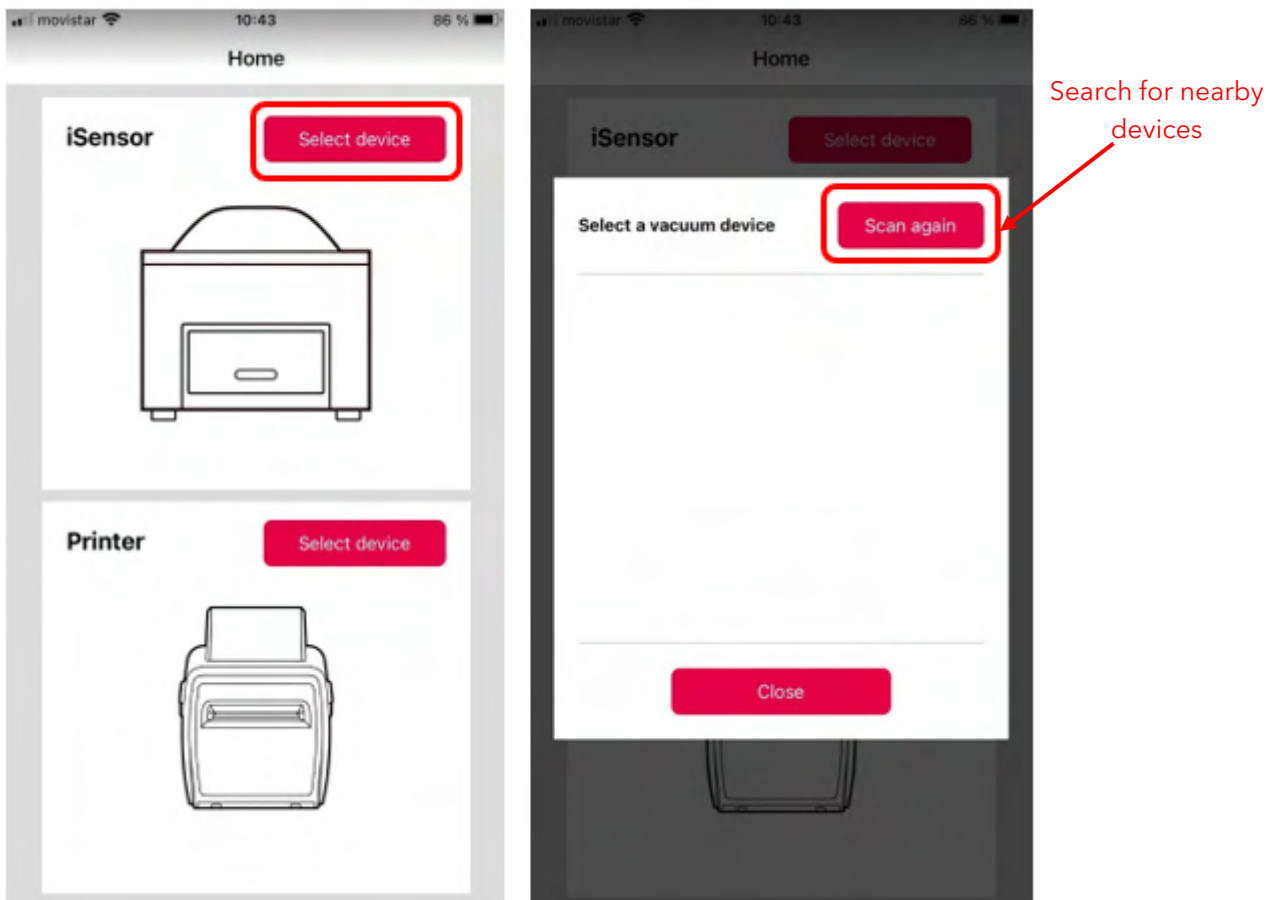 movistar 10:43 86 %
Home
iSensor Select device
Printer Select device
movistar 10:43 86 %
Home
iSensor Select device
Select a vacuum device Scan again
Close
Search for nearby
devices